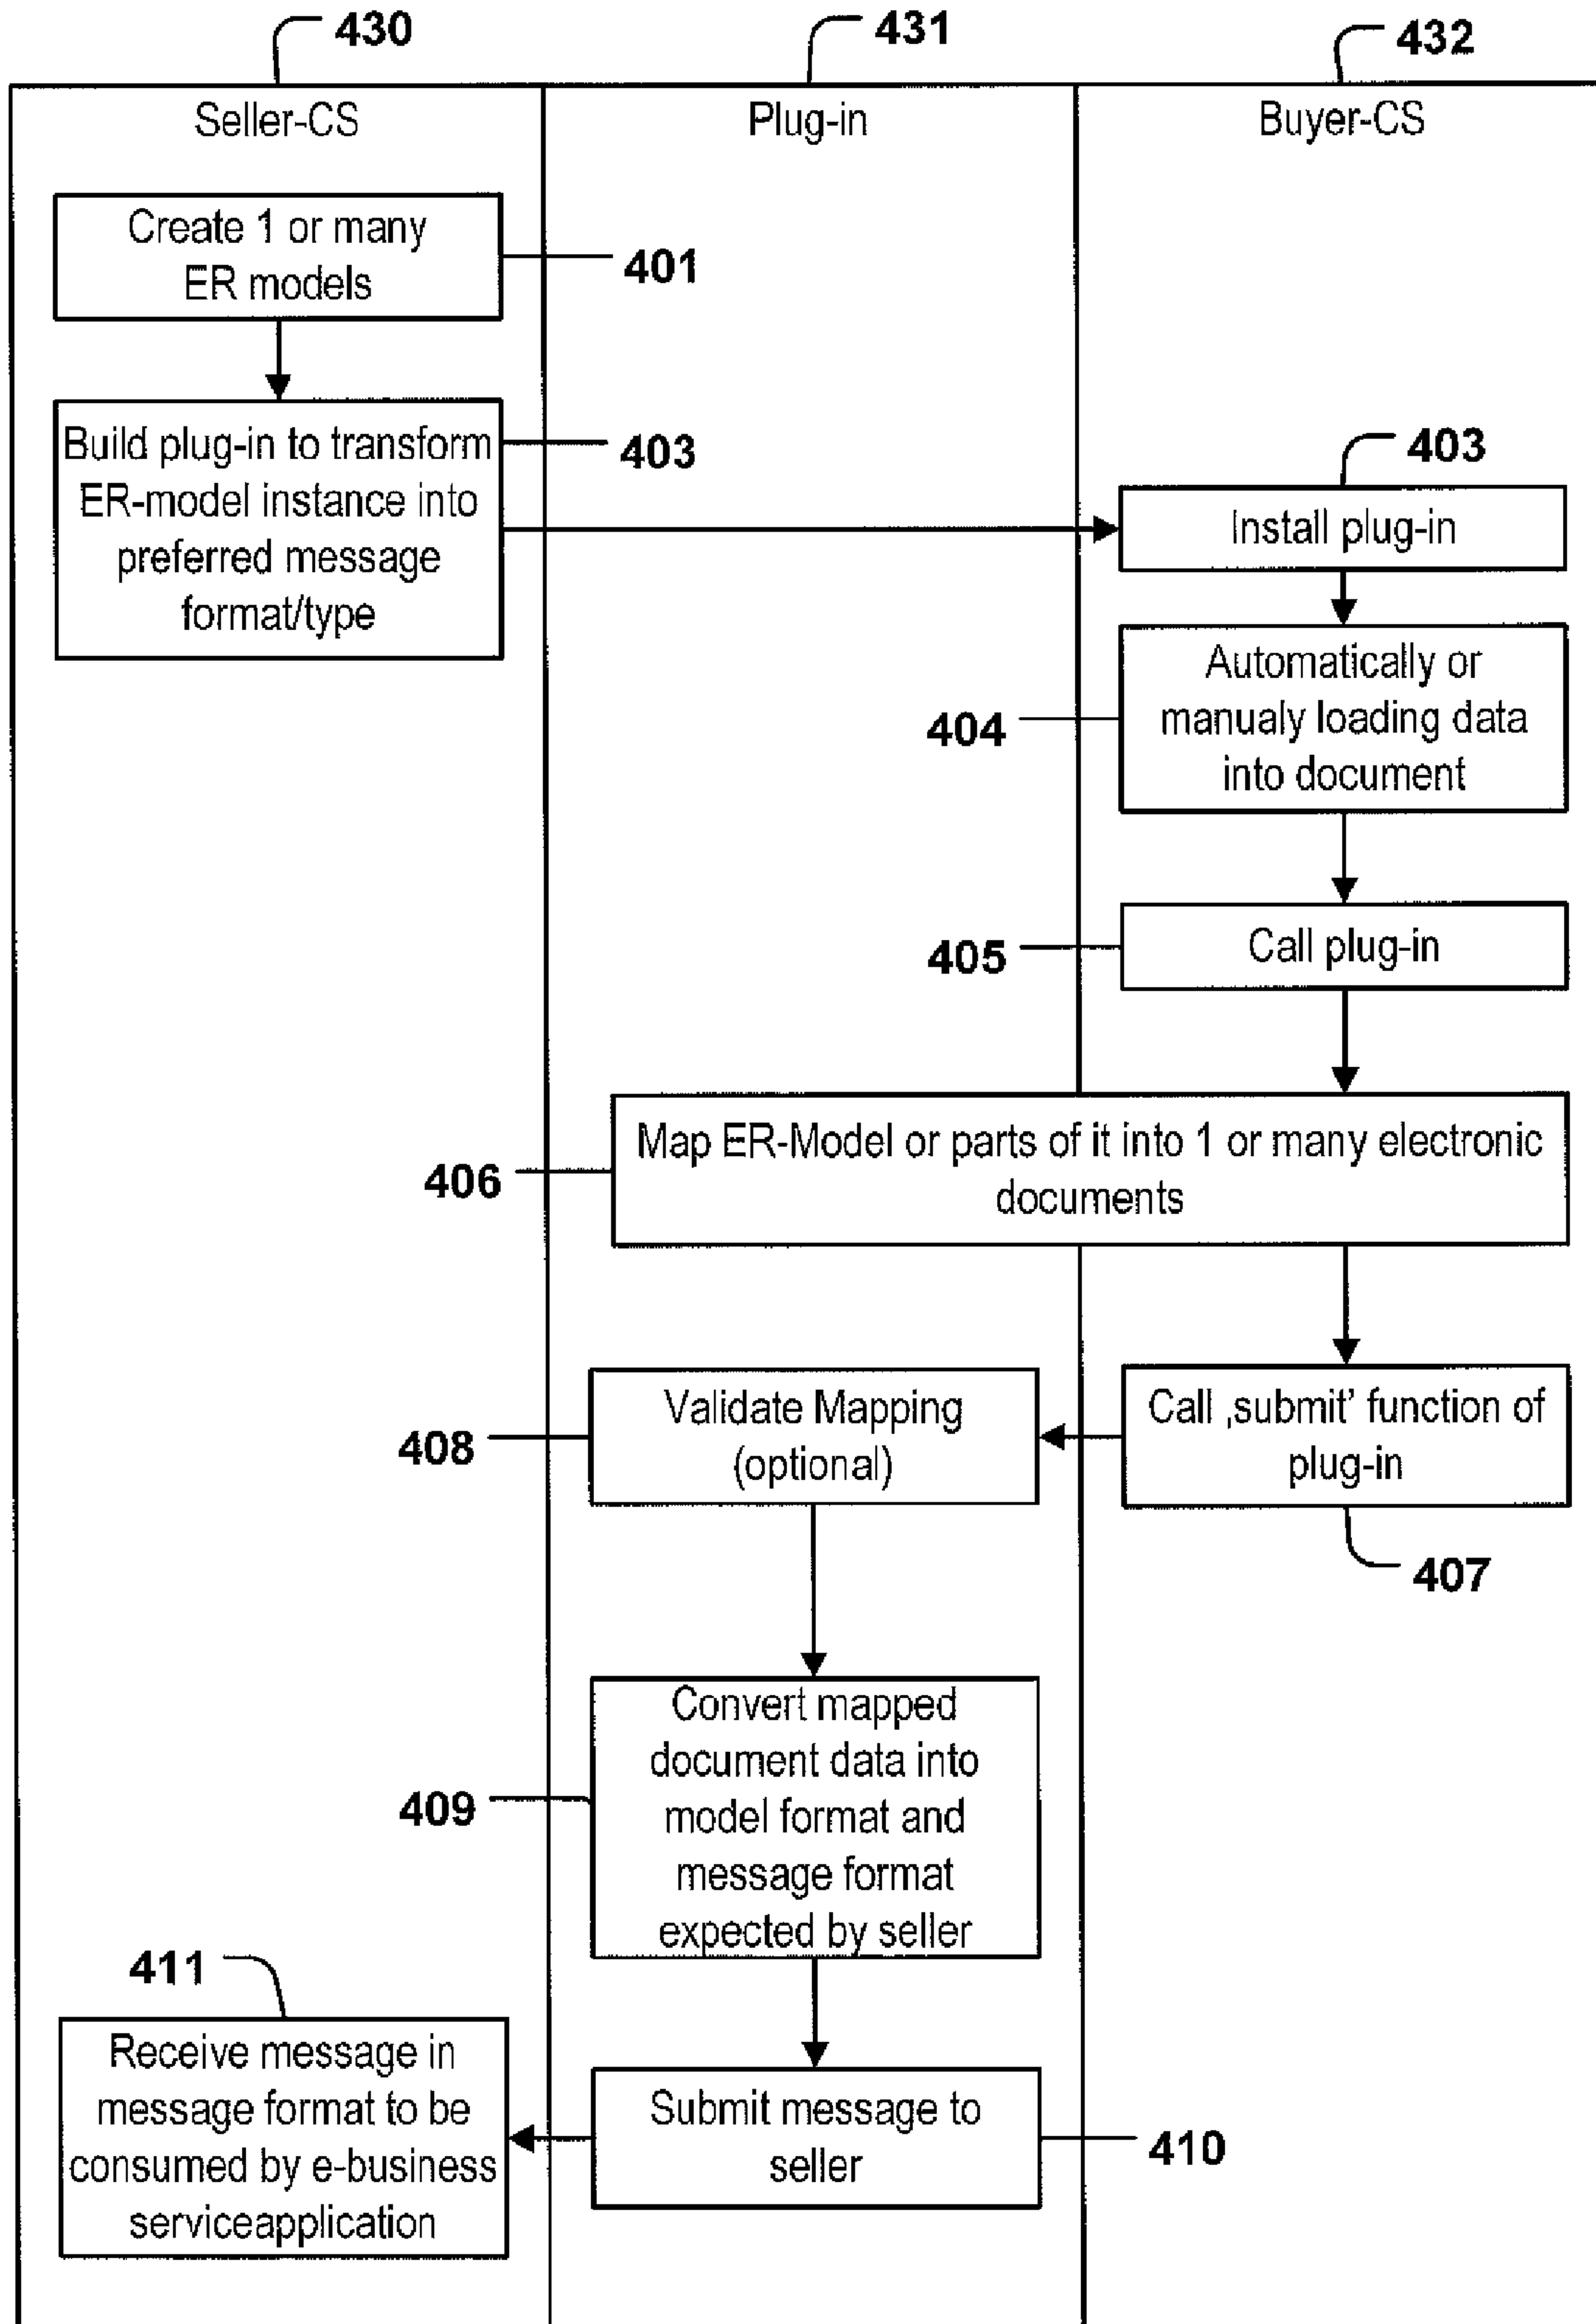 430
431
432
Seller-CS
Plug-in
Buyer-CS
Create 1 or many
ER models
401
Build plug-in to transform
ER-model instance into
preferred message
format/type
403
403
Install plug-in
Automatically or
manualy loading data
into document
404
Call plug-in
405
Map ER-Model or parts of it into 1 or many electronic
documents
406
Call ‚submit’ function of
plug-in
407
Validate Mapping
(optional)
408
Convert mapped
document data into
model format and
message format
expected by seller
409
Submit message to
seller
410
411
Receive message in
message format to be
consumed by e-business
serviceapplication